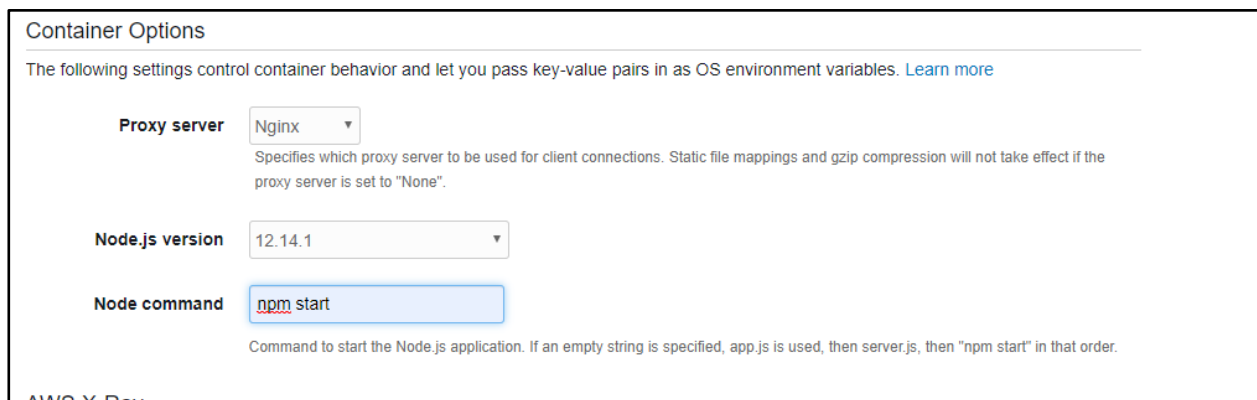 Container Options
The following settings control container behavior and let you pass key-value pairs in as OS environment variables. Learn more
Proxy server Nginx
Specifies which proxy server to be used for client connections. Static file mappings and gzip compression will not take effect if the
proxy server is set to "None".
Node.js version 12.14.1
Node command npm start
Command to start the Node.js application. If an empty string is specified, app.js is used, then server.js, then "npm start" in that order.
AWS X-Ray